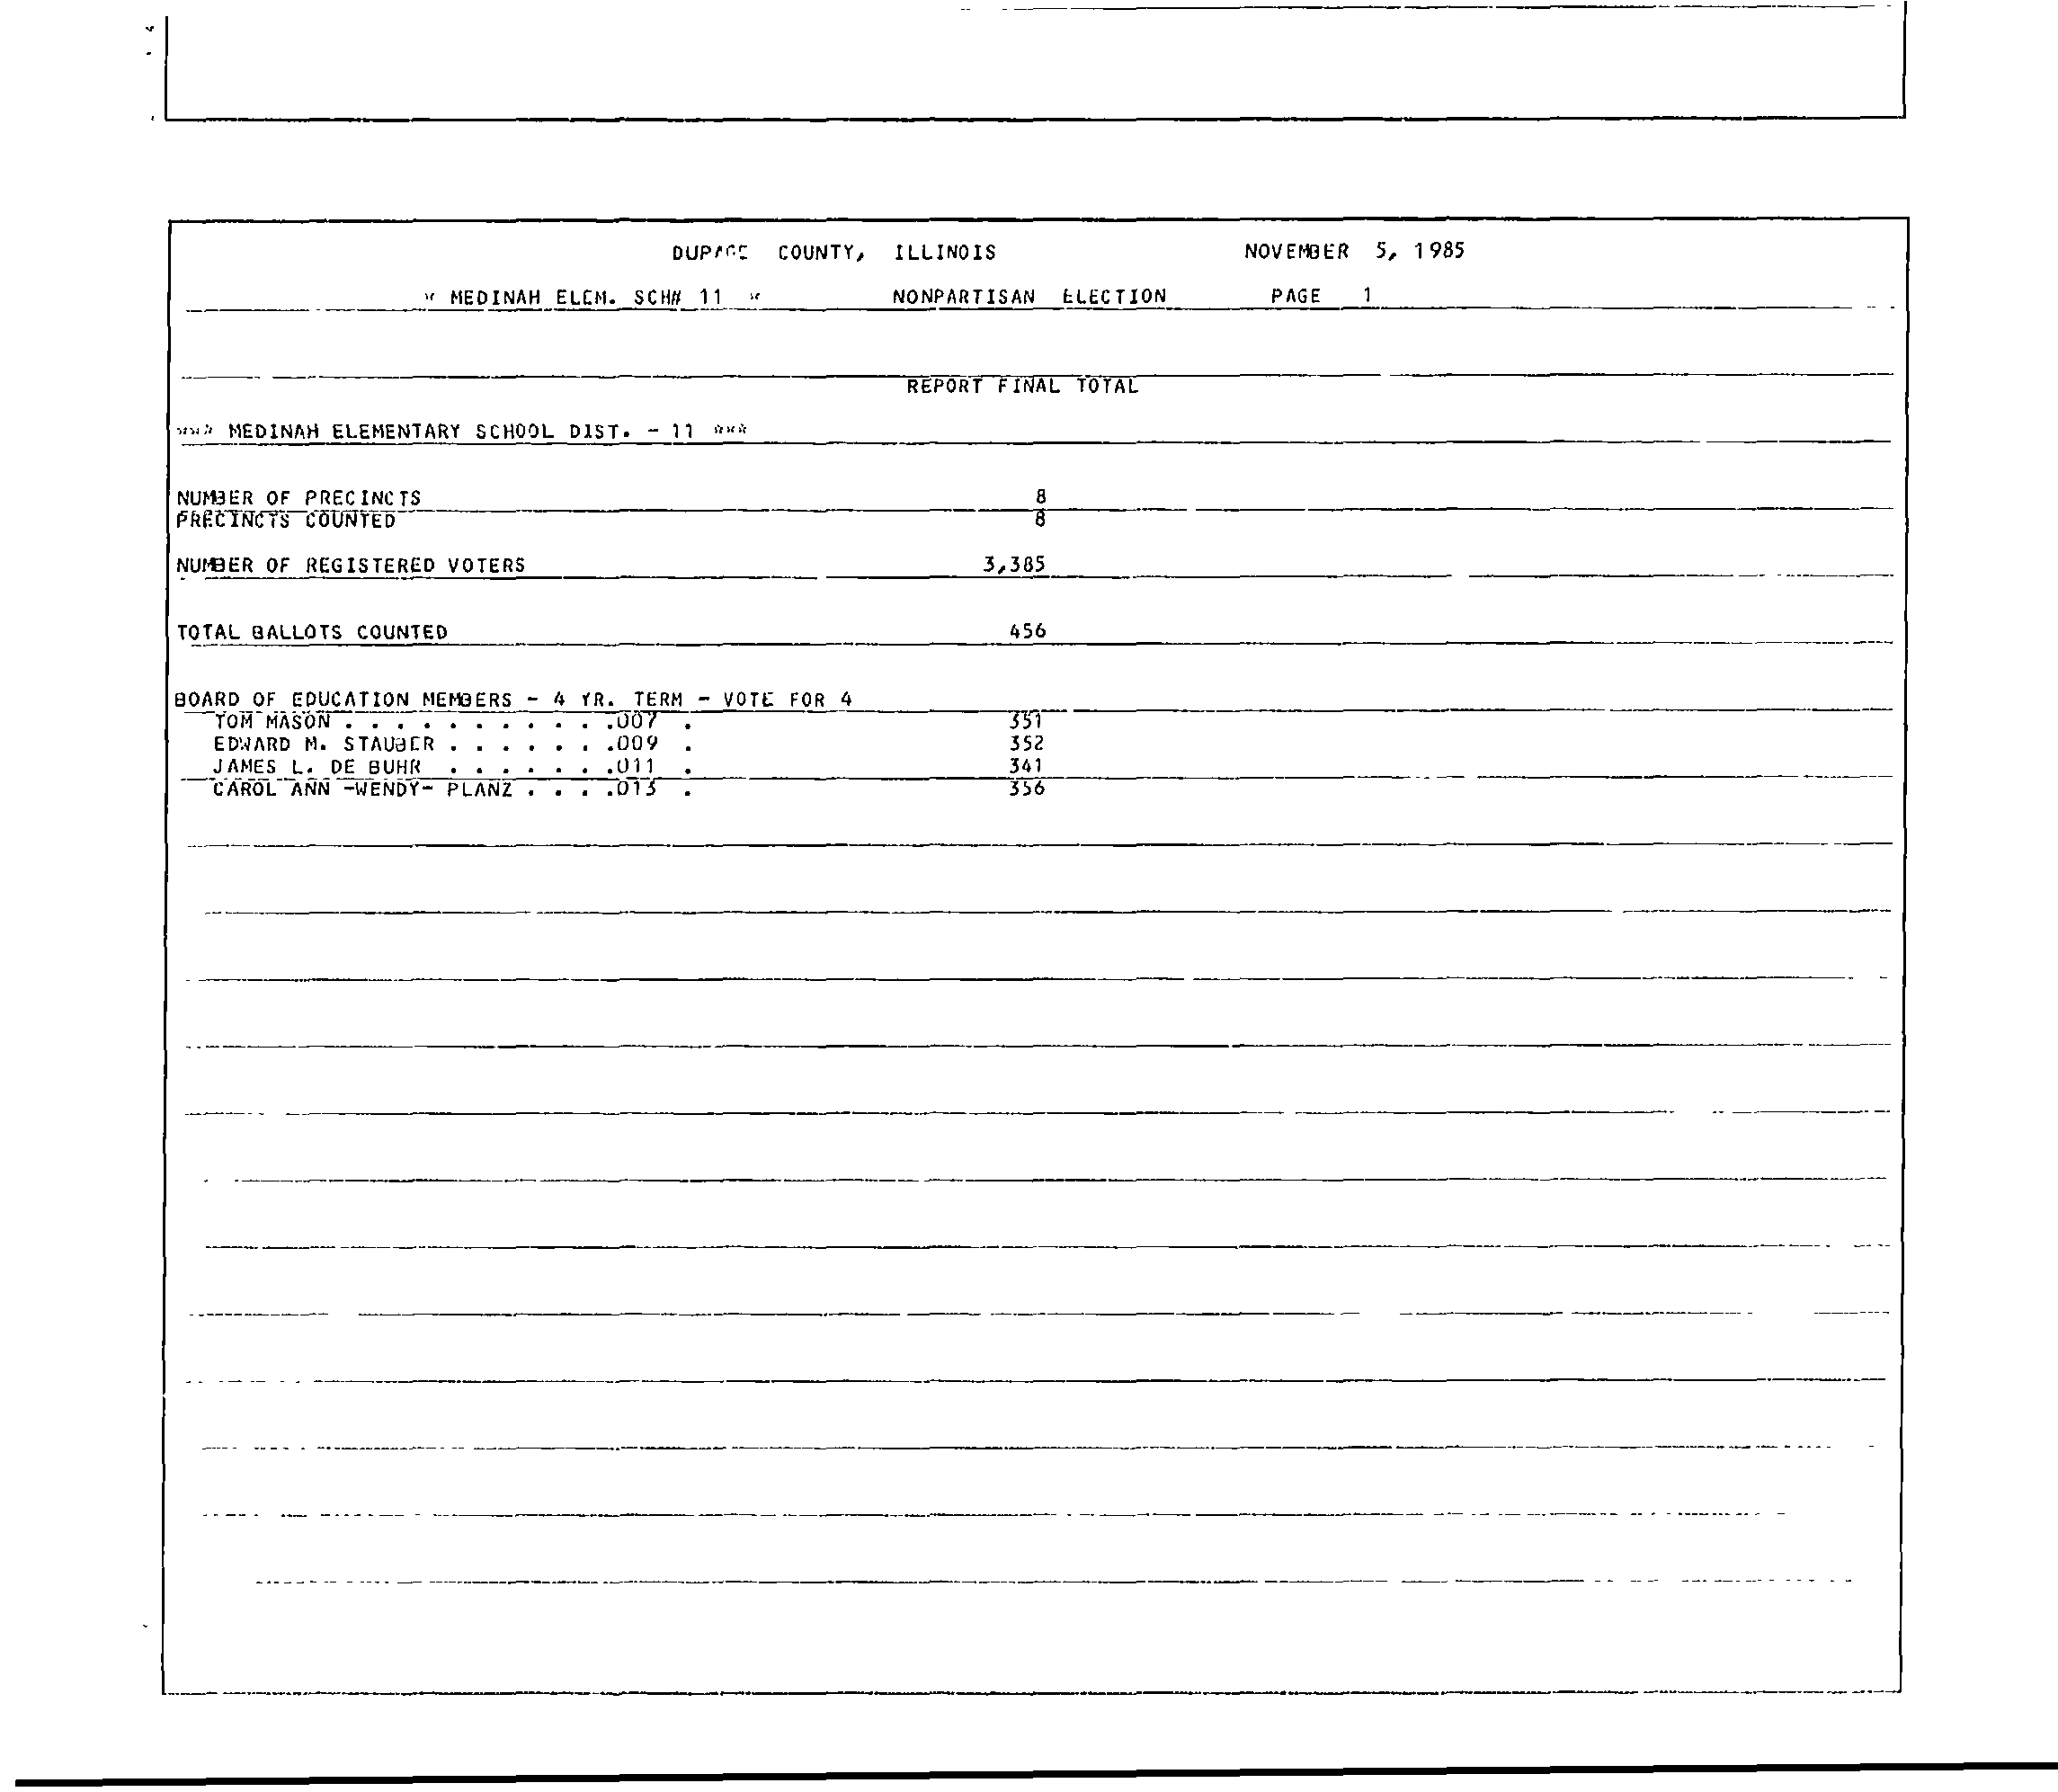 DUPAGE COUNTY, ILLINOIS NOVEMBER 5, 1985
* MEDINAH ELEM. SCH# 11 * NONPARTISAN ELECTION PAGE 1
REPORT FINAL TOTAL
*** MEDINAH ELEMENTARY SCHOOL DIST. - 11 ***
NUMBER OF PRECINCTS 8
PRECINCTS COUNTED 8
NUMBER OF REGISTERED VOTERS 3,385
TOTAL BALLOTS COUNTED 456
BOARD OF EDUCATION MEMBERS - 4 YR. TERM - VOTE FOR 4
TOM MASON . . . . . . . . . . .007 . 351
EDWARD M. STAUBER . . . . . . .009 . 352
JAMES L. DE BUHR . . . . . . .011 . 341
CAROL ANN -WENDY- PLANZ . . . .013 . 356